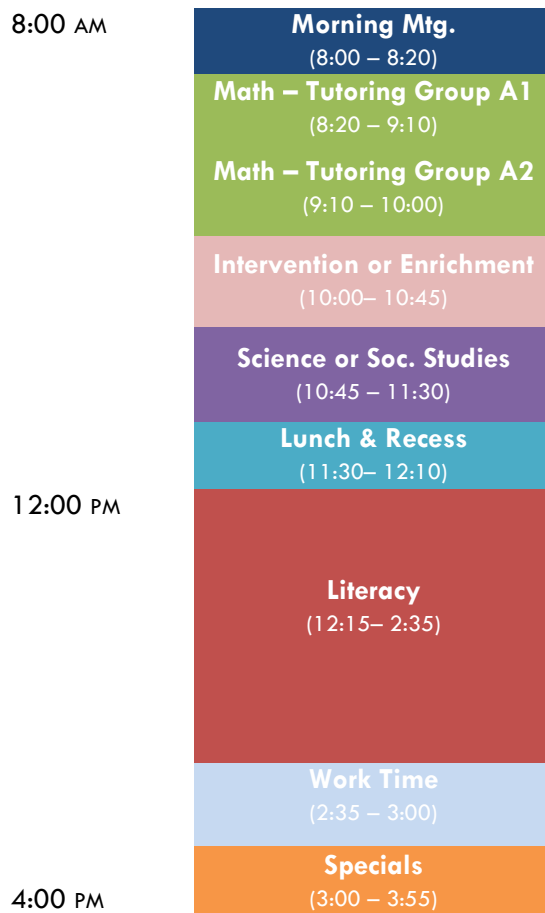 8:00 AM
Morning Mtg.
(8:00 – 8:20)
Math – Tutoring Group A1
(8:20 – 9:10)
Math – Tutoring Group A2
(9:10 – 10:00)
Intervention or Enrichment
(10:00– 10:45)
Science or Soc. Studies
(10:45 – 11:30)
Lunch & Recess
(11:30– 12:10)
12:00 PM
Literacy
(12:15– 2:35)
Work Time
(2:35 – 3:00)
Specials
4:00 PM (3:00 – 3:55)